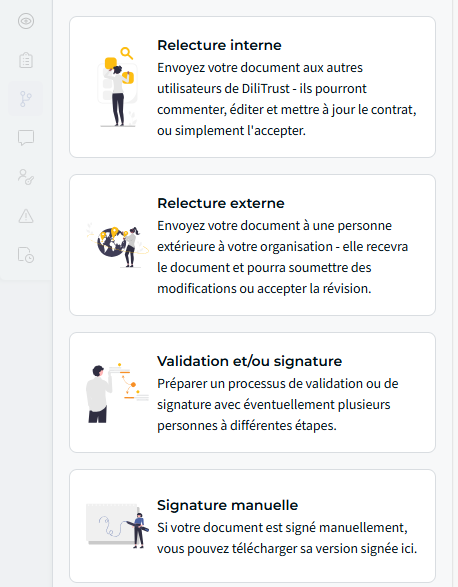 Relecture interne
Envoyez votre document aux autres
utilisateurs de DiliTrust - ils pourront
commenter, éditer et mettre à jour le contrat,
ou simplement l'accepter.
Relecture externe
Envoyez votre document à une personne
extérieure à votre organisation - elle recevra
le document et pourra soumettre des
modifications ou accepter la révision.
Validation et/ou signature
Préparer un processus de validation ou de
signature avec éventuellement plusieurs
personnes à différentes étapes.
Signature manuelle
Si votre document est signé manuellement,
vous pouvez télécharger sa version signée ici.